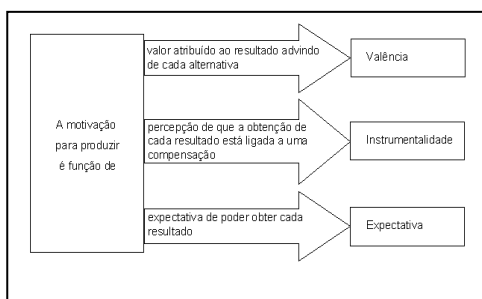 A motivação
para produzir
é função de
valor atribuído ao resultado advindo
de cada alternativa
Valência
percepção de que a obtenção de
cada resultado está ligada a uma
compensação
Instrumentalidade
expectativa de poder obter cada
resultado
Expectativa